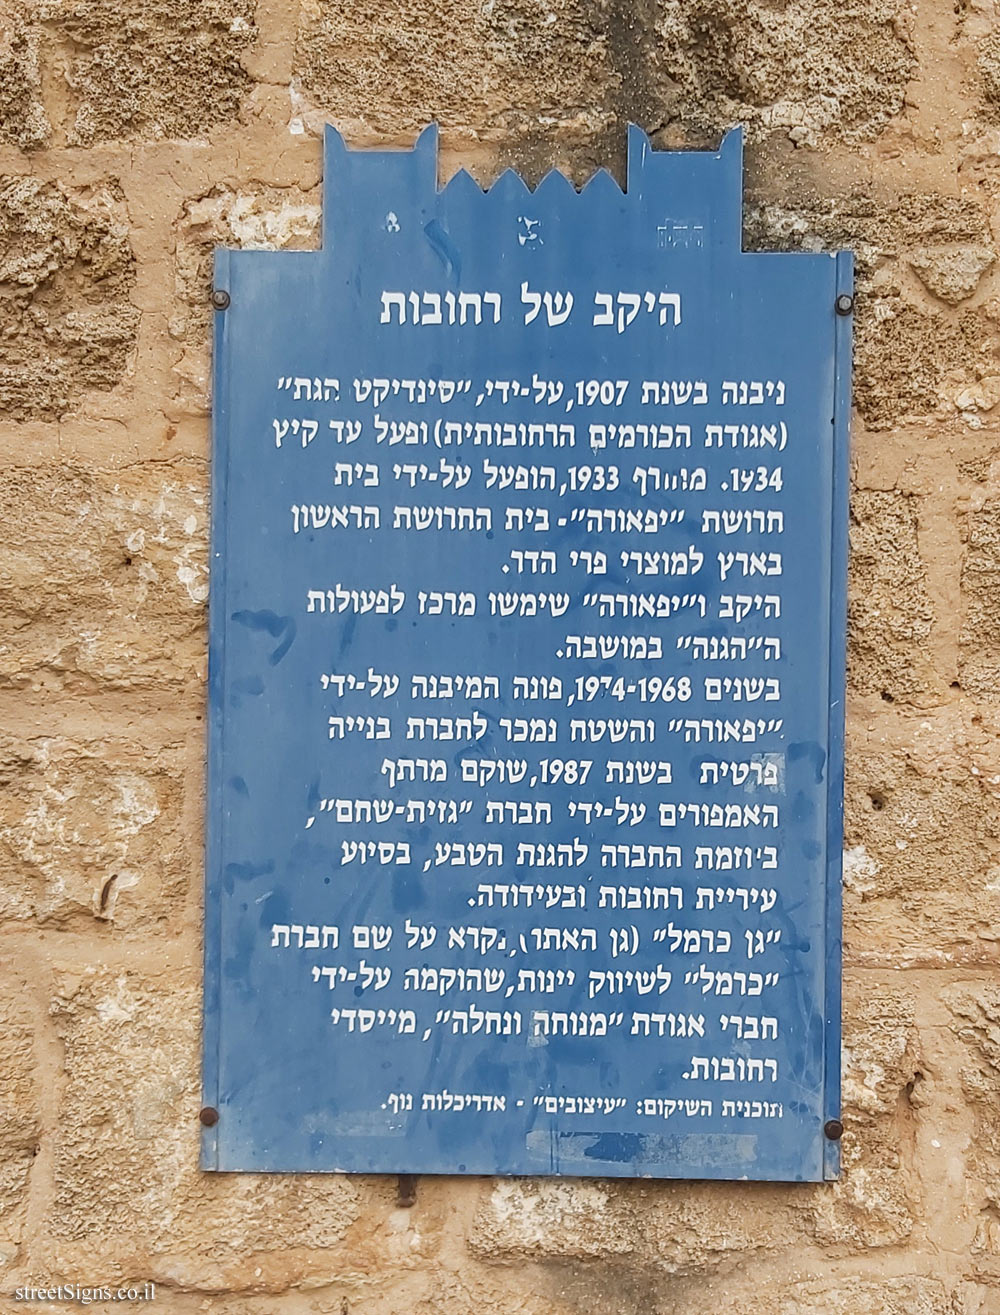 היקב של רחובות
ניבנה בשנת 1907, על-ידי, "סינדיקט הגת"
(אגודת הכורמים הרחובותית) ופעל עד קיץ
1934. מחורף 1933, הופעל על-ידי בית
חרושת "יפאורה"- בית החרושת הראשון
בארץ למוצרי פרי הדר.
היקב ו"יפאורה" שימשו מרכז לפעולות
ה"הגנה" במושבה.
בשנים 1974-1968, פונה המיבנה על-ידי
"יפאורה" והשטח נמכר לחברת בנייה
פרטית בשנת 1987, שוקם מרתף
האמפורים על-ידי חברת "גזית-שחם",
ביוזמת החברה להגנת הטבע, בסיוע
עיריית רחובות ובעידודה.
"גן כרמל" (גן האתר), נקרא על שם חברת
"כרמל" לשיווק יינות, שהוקמה על-ידי
חברי אגודת "מנוחה ונחלה", מייסדי
רחובות.
תוכנית השיקום: "עיצובים" - אדריכלות נוף.
streetSigns.co.il